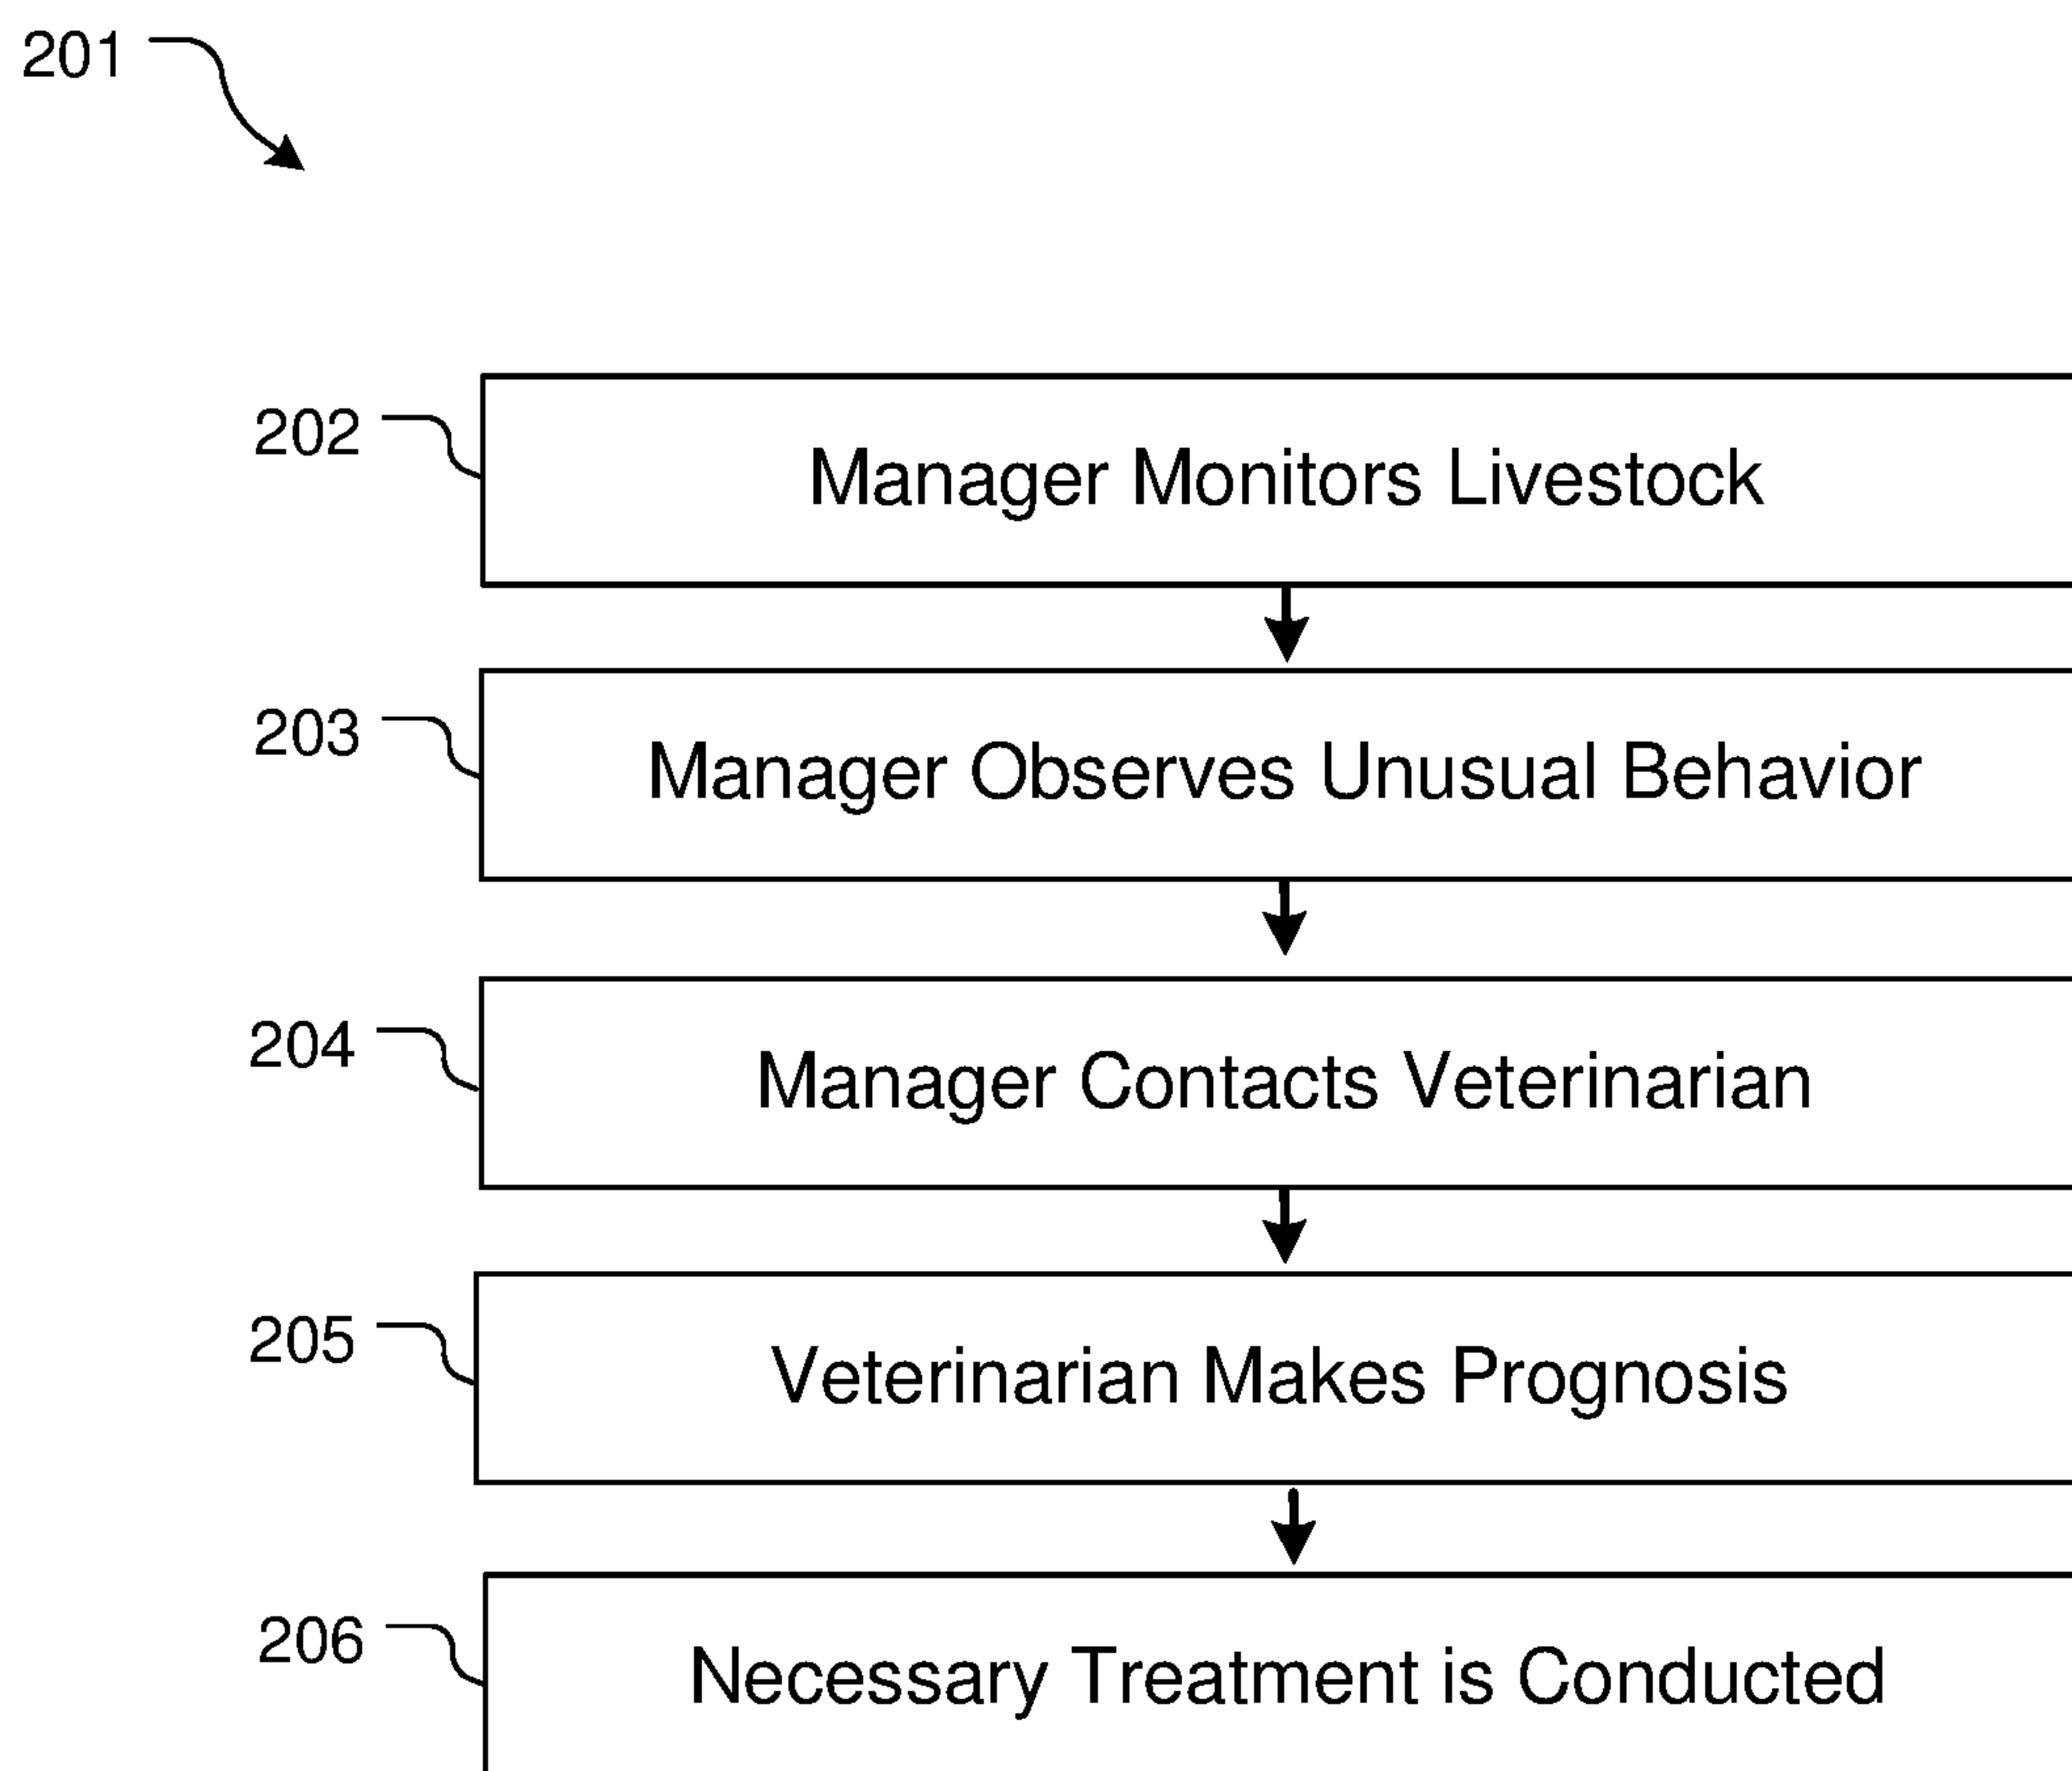 201
202
Manager Monitors Livestock
203
Manager Observes Unusual Behavior
204
Manager Contacts Veterinarian
205
Veterinarian Makes Prognosis
206
Necessary Treatment is Conducted